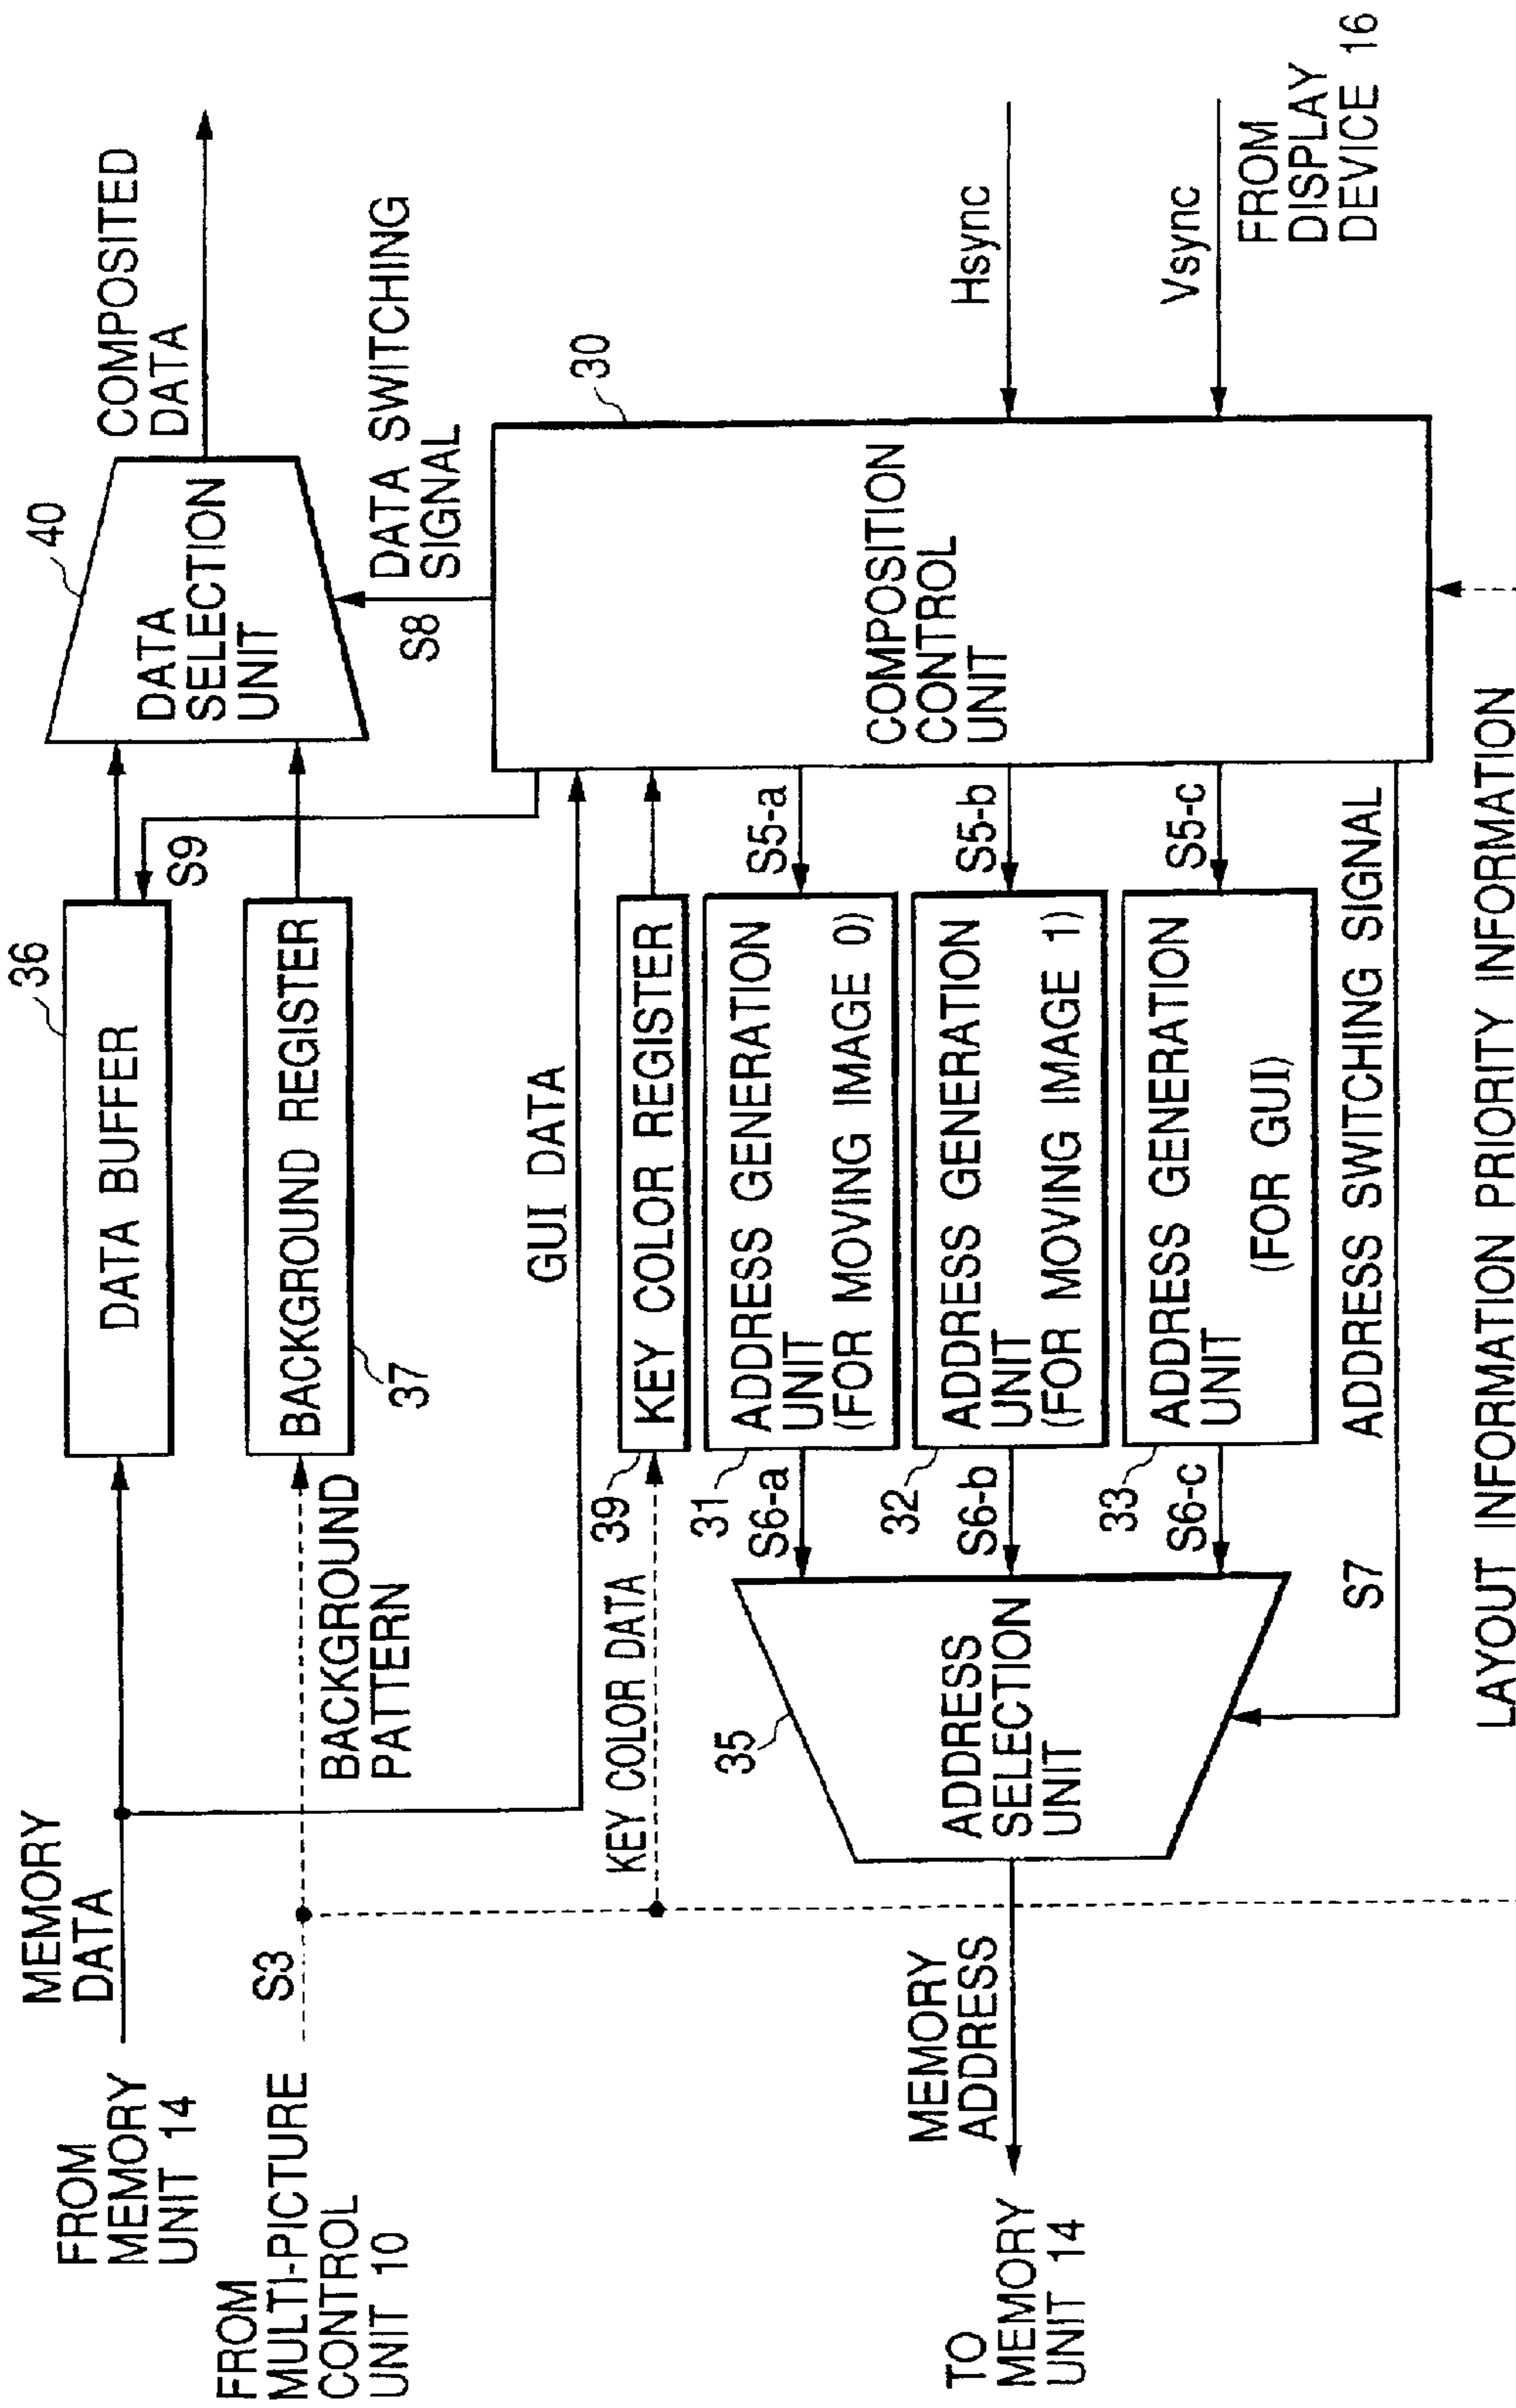 FROM
MEMORY
UNIT 14
MEMORY
DATA
FROM
MULTI-PICTURE
CONTROL
UNIT 10
S3
BACKGROUND
PATTERN
36
DATA BUFFER
S9
BACKGROUND REGISTER
37
40
DATA
SELECTION
UNIT
COMPOSITED
DATA
DATA SWITCHING
SIGNAL
S8
GUI DATA
KEY COLOR DATA
39
KEY COLOR REGISTER
30
COMPOSITION
CONTROL
UNIT
Hsync
Vsync
FROM
DISPLAY
DEVICE 16
31
ADDRESS GENERATION
UNIT
(FOR MOVING IMAGE 0)
S5-a
S6-a
32
ADDRESS GENERATION
UNIT
(FOR MOVING IMAGE 1)
S5-b
S6-b
33
ADDRESS GENERATION
UNIT
(FOR GUI)
S5-c
S6-c
35
ADDRESS
SELECTION
UNIT
MEMORY
ADDRESS
TO
MEMORY
UNIT 14
S7
ADDRESS SWITCHING SIGNAL
LAYOUT INFORMATION PRIORITY INFORMATION